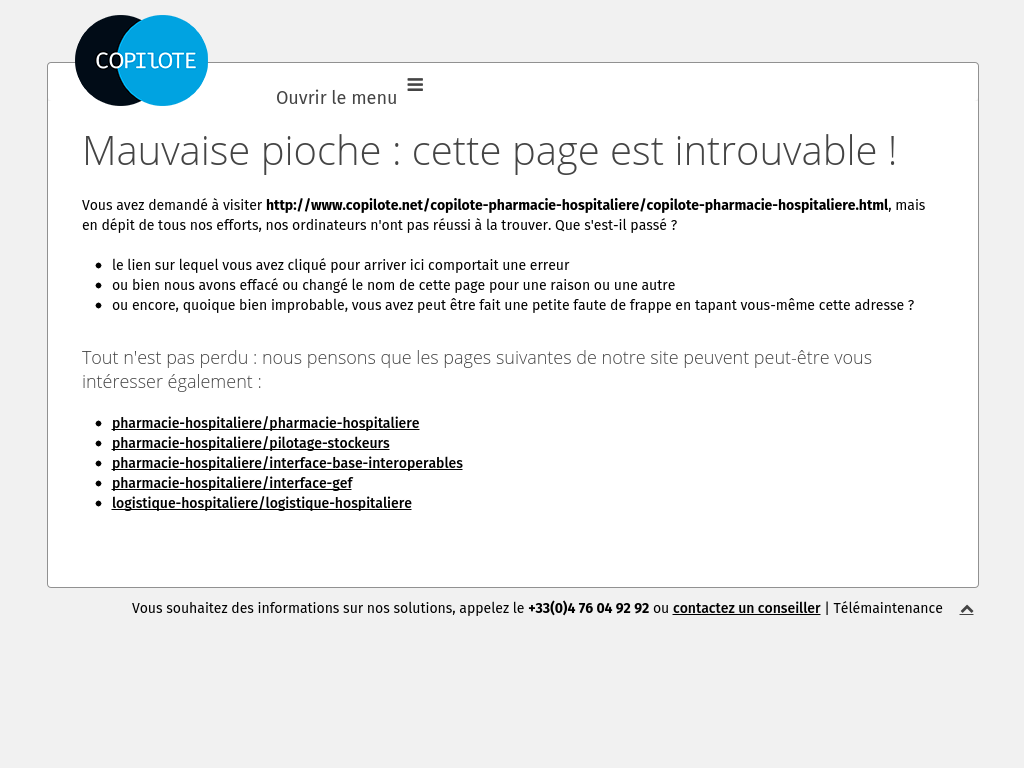 COPILOTE
Ouvrir le menu
Mauvaise pioche : cette page est introuvable !
Vous avez demandé à visiter http://www.copilote.net/copilote-pharmacie-hospitaliere/copilote-pharmacie-hospitaliere.html, mais
en dépit de tous nos efforts, nos ordinateurs n'ont pas réussi à la trouver. Que s'est-il passé ?
le lien sur lequel vous avez cliqué pour arriver ici comportait une erreur
ou bien nous avons effacé ou changé le nom de cette page pour une raison ou une autre
ou encore, quoique bien improbable, vous avez peut être fait une petite faute de frappe en tapant vous-même cette adresse ?
Tout n'est pas perdu : nous pensons que les pages suivantes de notre site peuvent peut-être vous
intéresser également :
pharmacie-hospitaliere/pharmacie-hospitaliere
pharmacie-hospitaliere/pilotage-stockeurs
pharmacie-hospitaliere/interface-base-interoperables
pharmacie-hospitaliere/interface-gef
logistique-hospitaliere/logistique-hospitaliere
Vous souhaitez des informations sur nos solutions, appelez le +33(0)4 76 04 92 92 ou contactez un conseiller | Télémaintenance